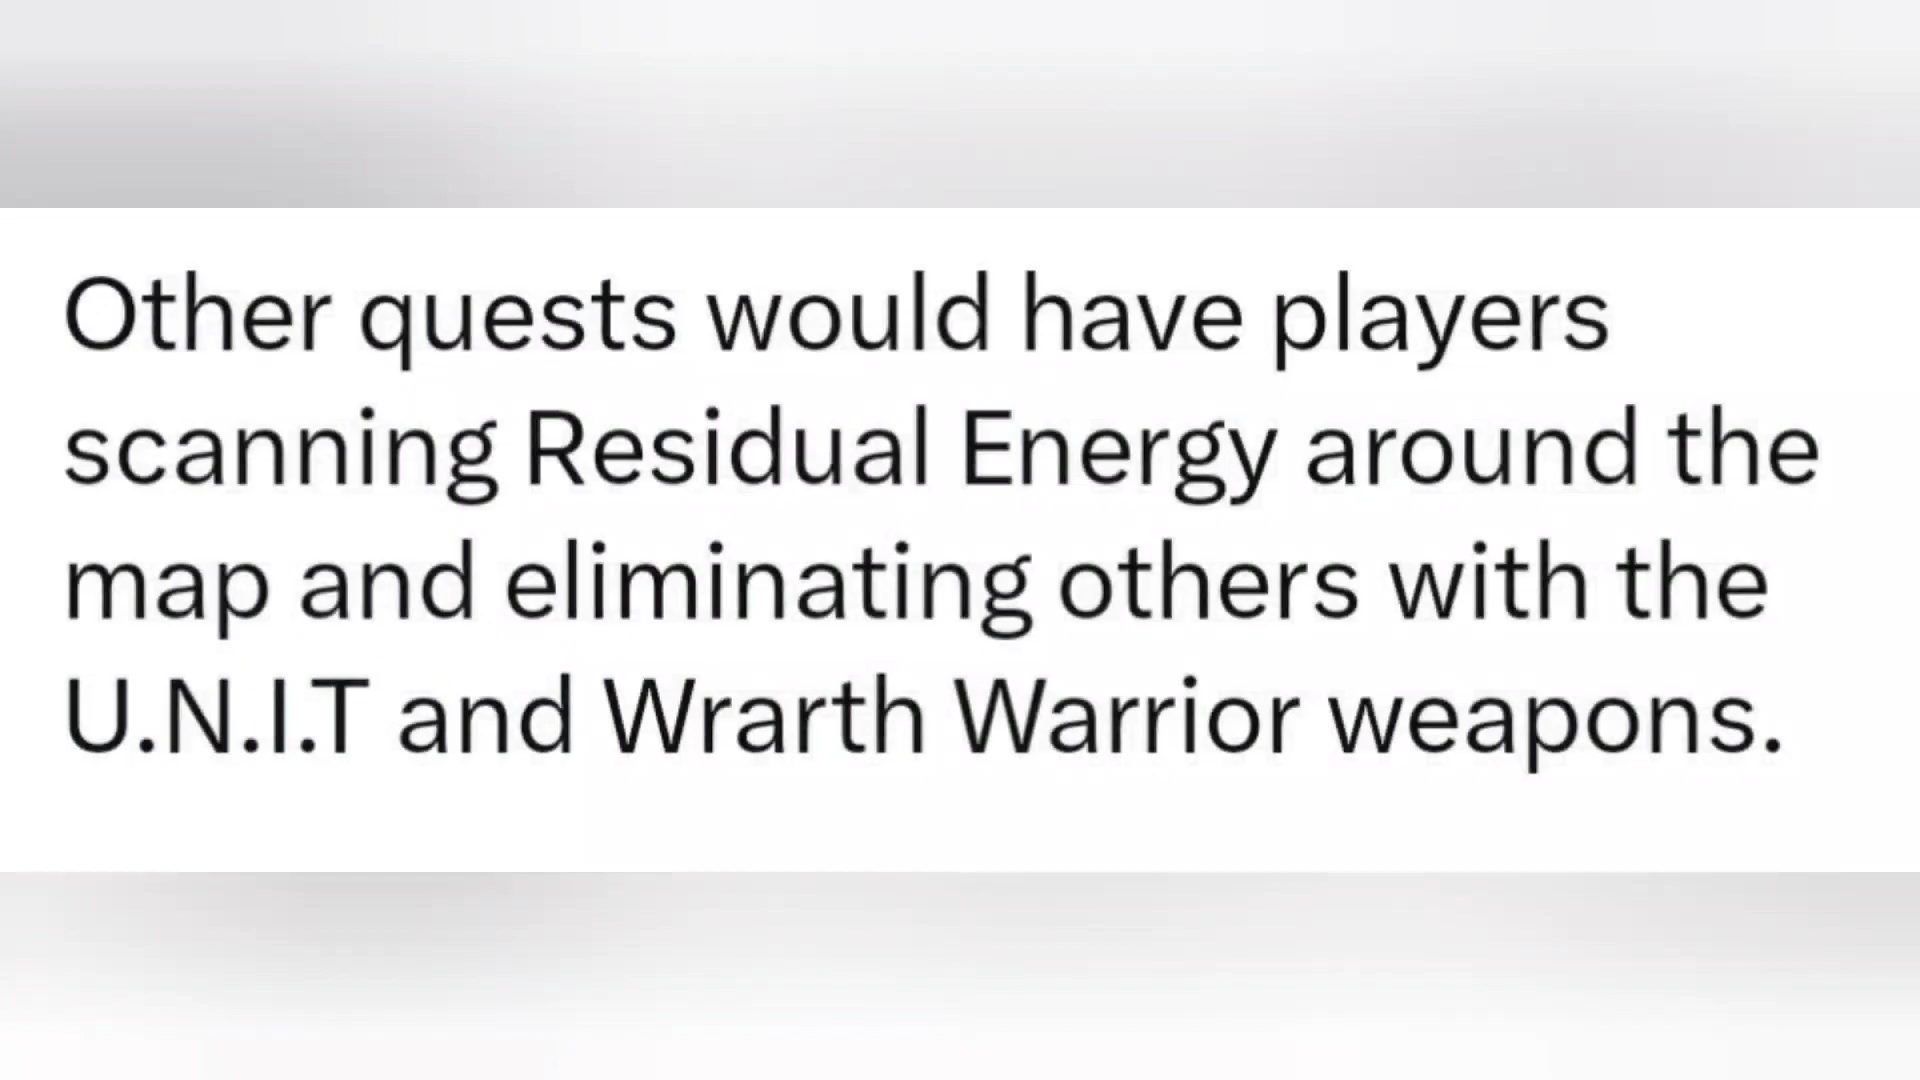 Other quests would have players
scanning Residual Energy around the
map and eliminating others with the
U.N.I.T and Wrarth Warrior weapons.